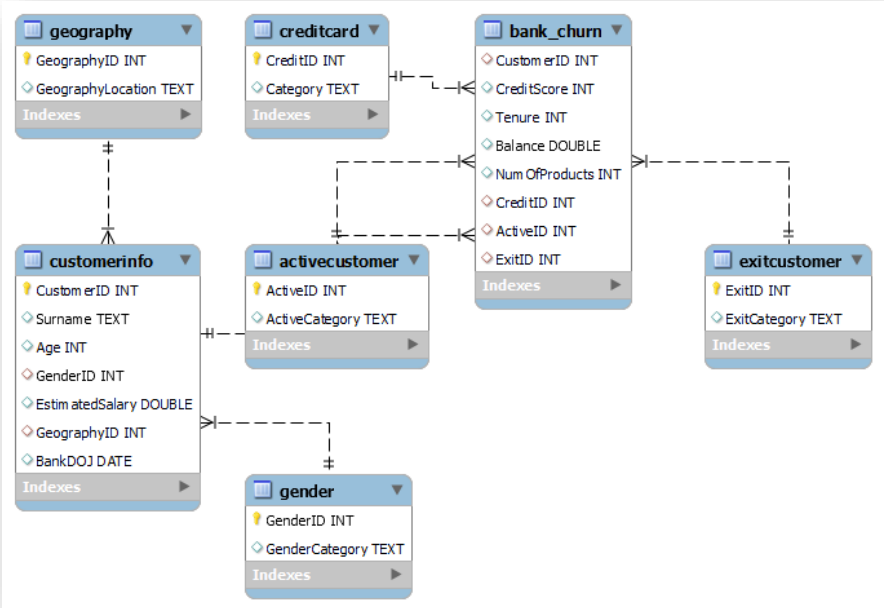 geography
GeographyID INT
GeographyLocation TEXT
Indexes
creditcard
CreditID INT
Category TEXT
Indexes
bank_churn
CustomerID INT
CreditScore INT
Tenure INT
Balance DOUBLE
NumOfProducts INT
CreditID INT
ActiveID INT
ExitID INT
Indexes
customerinfo
CustomerID INT
Surname TEXT
Age INT
GenderID INT
EstimatedSalary DOUBLE
GeographyID INT
BankDOJ DATE
Indexes
activecustomer
ActiveID INT
ActiveCategory TEXT
Indexes
exitcustomer
ExitID INT
ExitCategory TEXT
Indexes
gender
GenderID INT
GenderCategory TEXT
Indexes